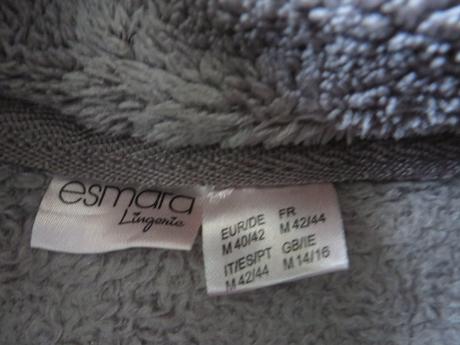 esmara
Lingerie
EUR/DE FR
M 40/42 M 42/44
IT/ES/PT GB/IE
M 42/44 M 14/16